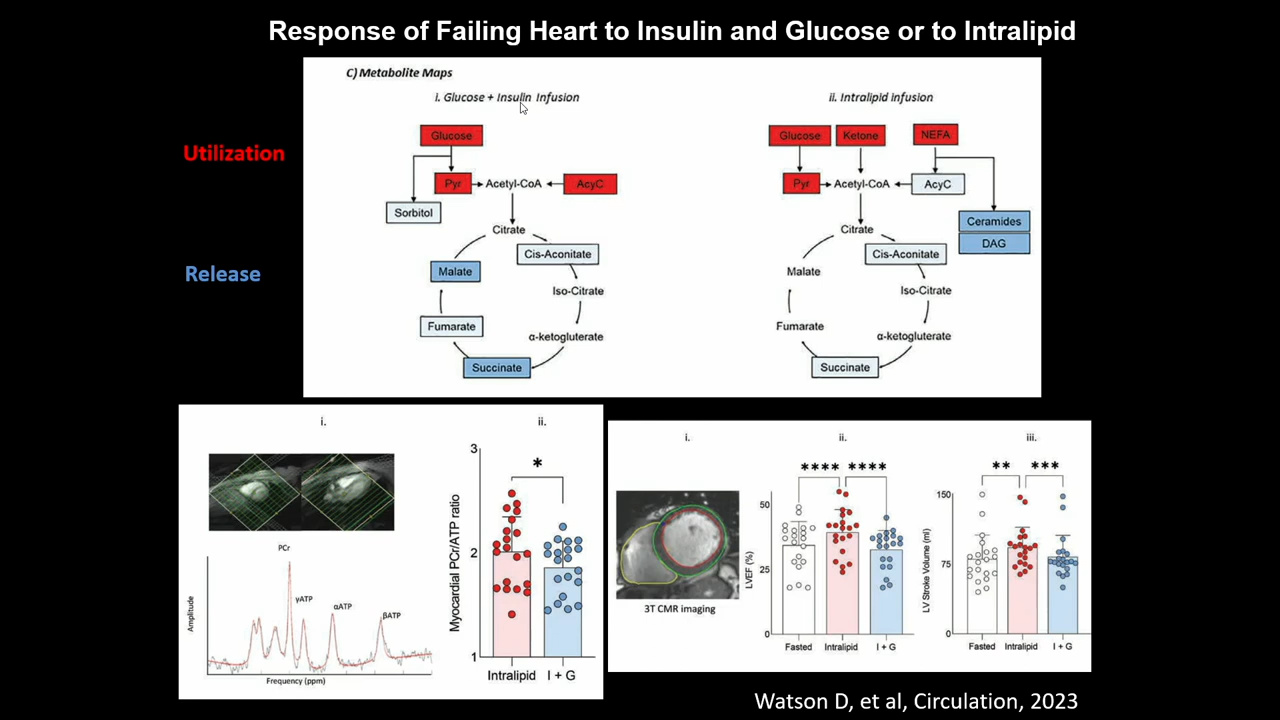 Response of Failing Heart to Insulin and Glucose or to Intralipid
C) Metabolite Maps
i. Glucose + Insulin Infusion
ii. Intralipid Infusion
Utilization
Release
Glucose
Pyr
Acetyl-CoA
AcyC
Sorbitol
Citrate
Cis-Aconitate
Malate
Iso-Citrate
Fumarate
α-ketogluterate
Succinate
Glucose
Ketone
NEFA
Pyr
Acetyl-CoA
AcyC
Ceramides
DAG
Citrate
Cis-Aconitate
Malate
Iso-Citrate
Fumarate
α-ketogluterate
Succinate
i.
PCr
γATP
αATP
βATP
Amplitude
Frequency (ppm)
ii.
*
Myocardial PCr/ATP ratio
3
2
1
Intralipid
I + G
i.
3T CMR imaging
ii.
**** ****
LVEF (%)
50
25
0
Fasted Intralipid I + G
iii.
** ***
LV Stroke Volume (ml)
150
75
0
Fasted Intralipid I + G
Watson D, et al, Circulation, 2023